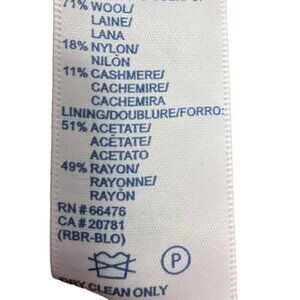 71% WOOL/
LAINE/
LANA
18% NYLON/
NILÓN
11% CASHMERE/
CACHEMIRE/
CACHEMIRA
LINING/DOUBLURE/FORRO:
51% ACETATE/
ACÉTATE/
ACETATO
49% RAYON/
RAYONNE/
RAYÓN
RN # 66476
CA # 20781
(RBR-BLO)
P
DRY CLEAN ONLY